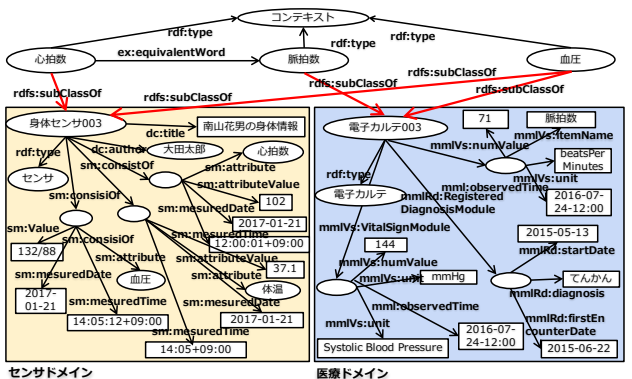 コンテキスト
rdf:type
rdf:type
rdf:type
心拍数
ex:equivalentWord
脈拍数
血圧
rdfs:subClassOf
rdfs:subClassOf
rdfs:subClassOf
rdfs:subClassOf
身体センサ003
dc:title
南山花男の身体情報
rdf:type
dc:author
大田太郎
sm:consistOf
心拍数
センサ
sm:attribute
sm:attributeValue
102
sm:consisiOf
sm:mesuredDate
2017-01-21
sm:Value
sm:consisiOf
sm:mesuredTime
12:00:01+09:00
132/88
sm:attributeValue
sm:attribute
37.1
sm:mesuredDate
sm:attribute
血圧
体温
2017-
01-21
sm:mesuredTime
sm:mesuredDate
2017-01-21
14:05:12+09:00
sm:mesuredTime
14:05+09:00
センサドメイン
電子カルテ003
71
脈拍数
mmlVs:itemName
mmlVs:numValue
beatsPer
Minutes
mmlVs:unit
mml:observedTime
2016-07-
24-12:00
rdf:type
電子カルテ
mmlRd:Registered
DiagnosisModule
mmlVs:VitalSignModule
144
mmlVs:numValue
mmlVs:unit
mmHg
2015-05-13
mmlRd:startDate
てんかん
mmlRd:diagnosis
mml:observedTime
mmlVs:unit
mmlRd:firstEn
counterDate
Systolic Blood Pressure
2016-07-
24-12:00
2015-06-22
医療ドメイン